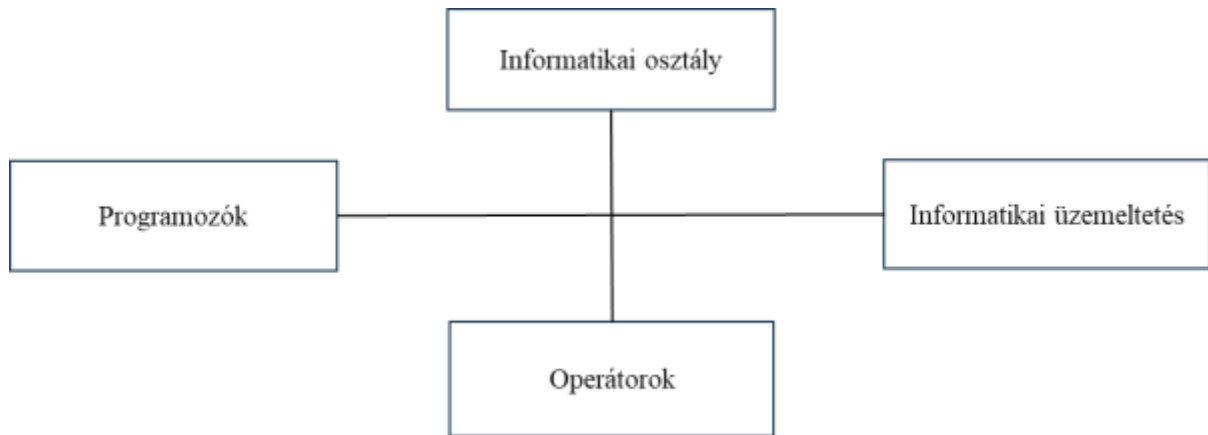 Informatikai osztály
Programozók
Informatikai üzemeltetés
Operátorok